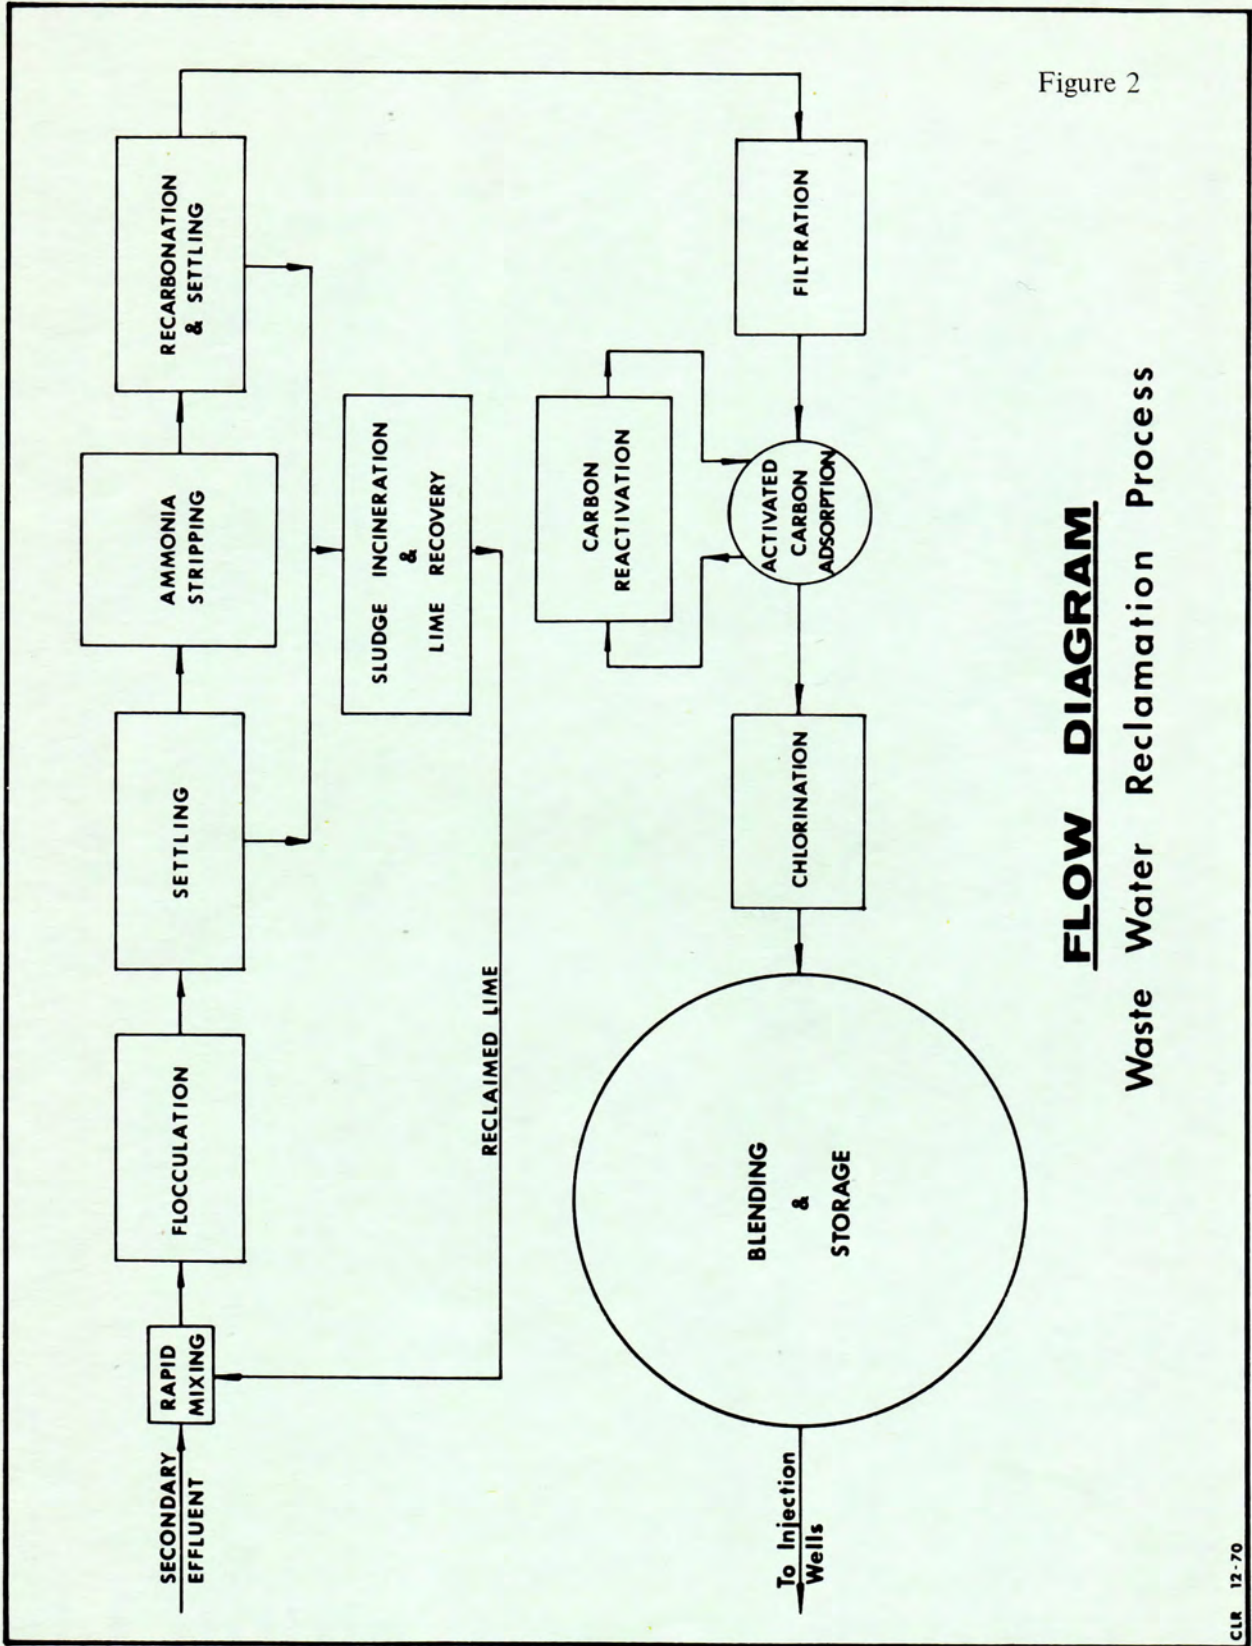 Figure 2
SECONDARY
EFFLUENT
RAPID
MIXING
FLOCCULATION
SETTLING
AMMONIA
STRIPPING
RECARBONATION
& SETTLING
SLUDGE INCINERATION
&
LIME RECOVERY
RECLAIMED LIME
FILTRATION
CARBON
REACTIVATION
ACTIVATED
CARBON
ADSORPTION
CHLORINATION
BLENDING
&
STORAGE
To Injection
Wells
FLOW DIAGRAM
Waste Water Reclamation Process
CLR 12-70